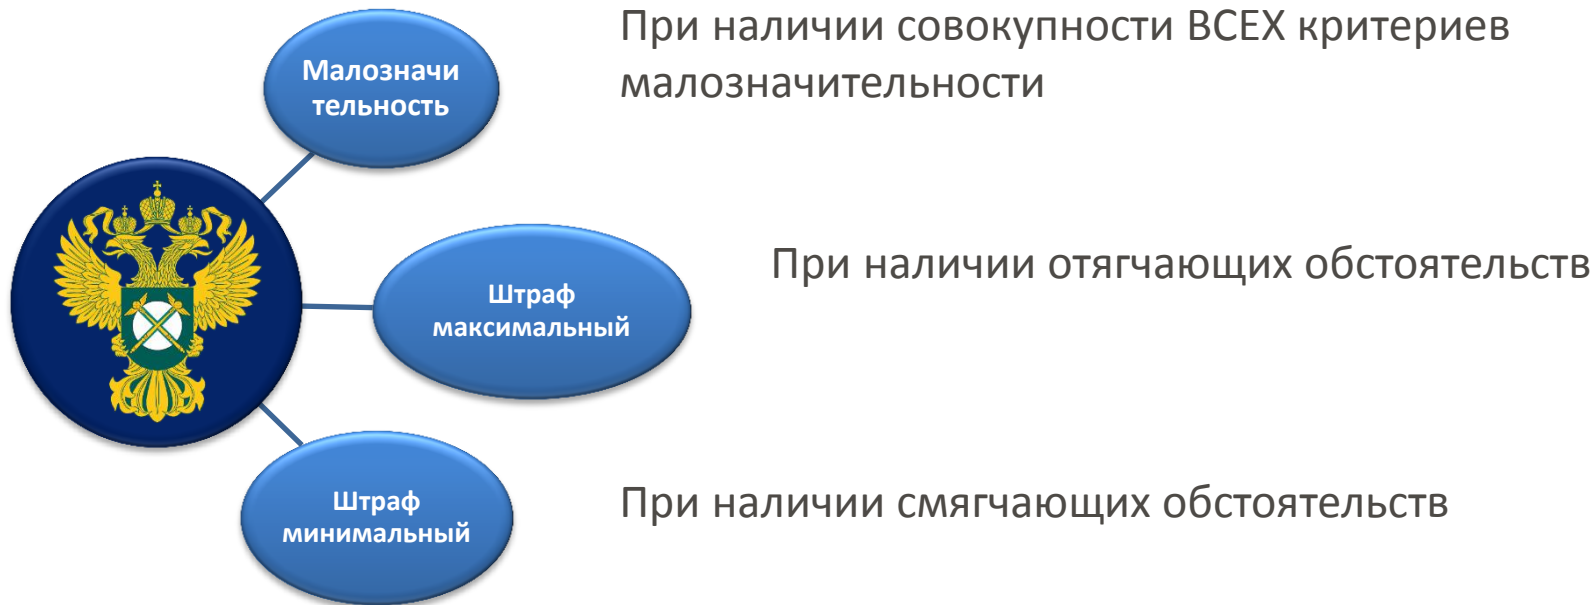 Малозначи
тельность
При наличии совокупности ВСЕХ критериев
малозначительности
Штраф
максимальный
При наличии отягчающих обстоятельств
Штраф
минимальный
При наличии смягчающих обстоятельств